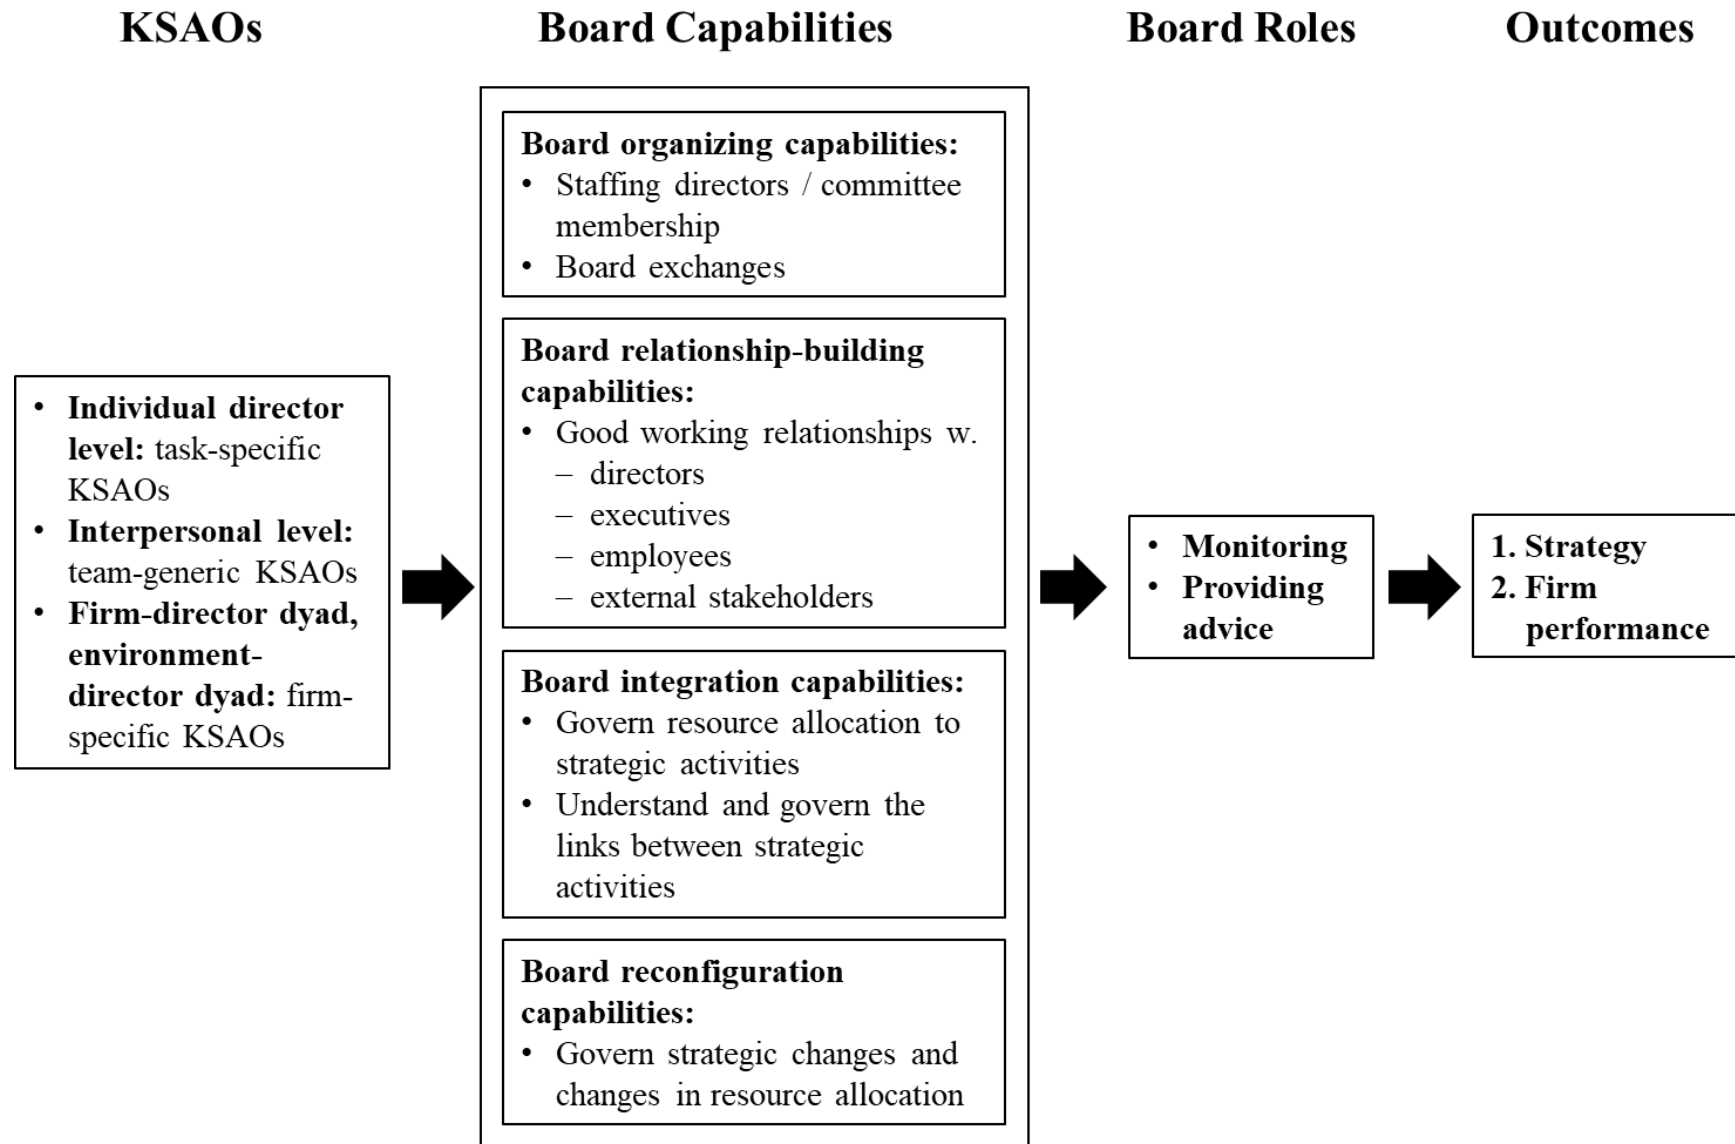 KSAOs
Board Capabilities
Board Roles
Outcomes
• Individual director
level: task-specific
KSAOs
• Interpersonal level:
team-generic KSAOs
• Firm-director dyad,
environment-
director dyad: firm-
specific KSAOs
Board organizing capabilities:
• Staffing directors / committee
membership
• Board exchanges
Board relationship-building
capabilities:
• Good working relationships w.
– directors
– executives
– employees
– external stakeholders
Board integration capabilities:
• Govern resource allocation to
strategic activities
• Understand and govern the
links between strategic
activities
Board reconfiguration
capabilities:
• Govern strategic changes and
changes in resource allocation
• Monitoring
• Providing
advice
1. Strategy
2. Firm
performance